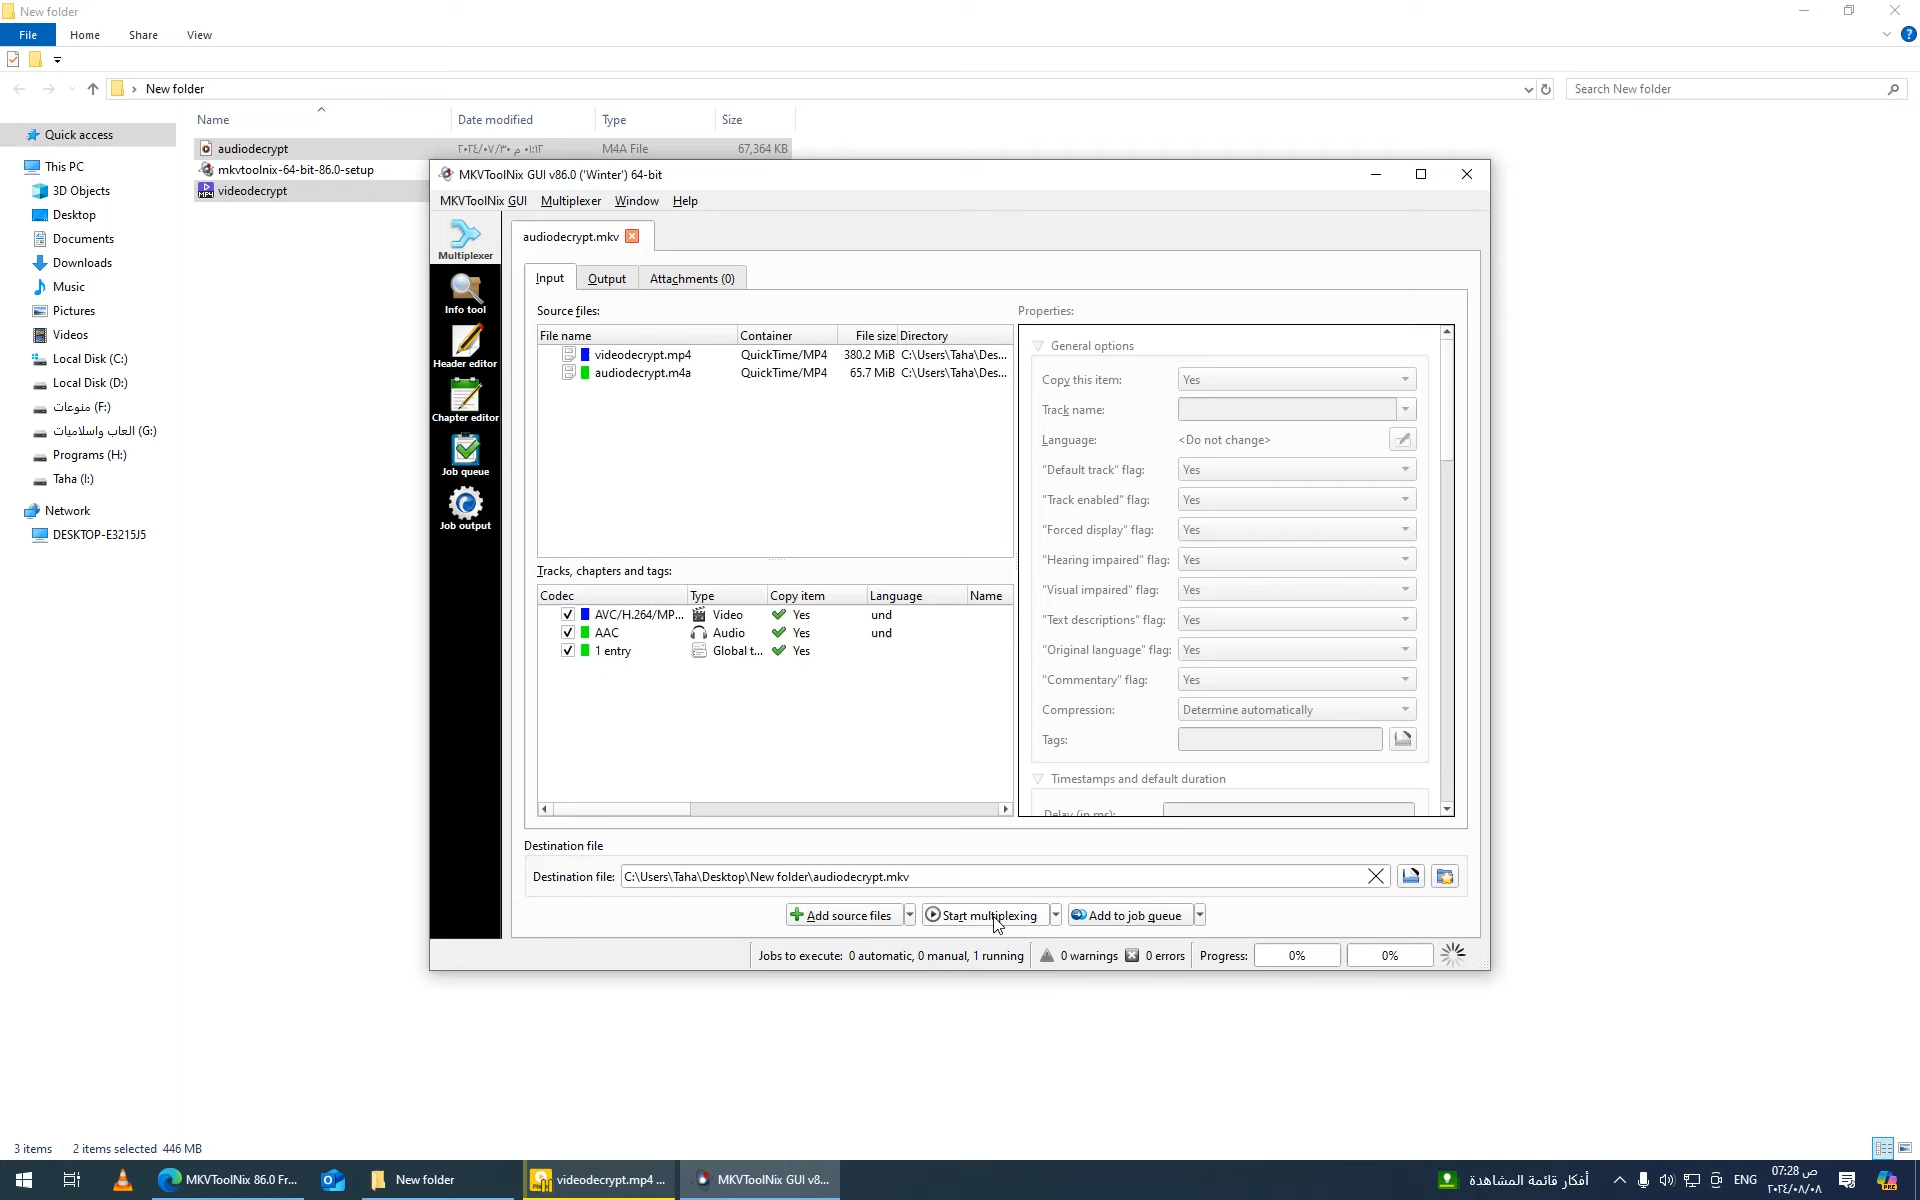 New folder
File
Home
Share
View
?
New folder
Search New folder
Name
Date modified
Type
Size
Quick access
This PC
3D Objects
Desktop
Documents
Downloads
Music
Pictures
Videos
Local Disk (C:)
Local Disk (D:)
منوعات (F:)
العاب واسلاميات (G:)
Programs (H:)
Taha (I:)
Network
DESKTOP-E3215J5
audiodecrypt
٢٠٢٤/٠٧/٣٠ م ٠١:١٢
M4A File
67,364 KB
mkvtoolnix-64-bit-86.0-setup
videodecrypt
MKVToolNix GUI v86.0 ('Winter') 64-bit
MKVToolNix GUI
Multiplexer
Window
Help
Multiplexer
Info tool
Header editor
Chapter editor
Job queue
Job output
audiodecrypt.mkv
Input
Output
Attachments (0)
Source files:
File name
Container
File size
Directory
videodecrypt.mp4
QuickTime/MP4
380.2 MiB
C:\Users\Taha\Des...
audiodecrypt.m4a
QuickTime/MP4
65.7 MiB
C:\Users\Taha\Des...
Tracks, chapters and tags:
Codec
Type
Copy item
Language
Name
AVC/H.264/MP...
Video
Yes
und
AAC
Audio
Yes
und
1 entry
Global t...
Yes
Properties:
General options
Copy this item:
Yes
Track name:
Language:
<Do not change>
"Default track" flag:
Yes
"Track enabled" flag:
Yes
"Forced display" flag:
Yes
"Hearing impaired" flag:
Yes
"Visual impaired" flag:
Yes
"Text descriptions" flag:
Yes
"Original language" flag:
Yes
"Commentary" flag:
Yes
Compression:
Determine automatically
Tags:
Timestamps and default duration
Delay (in ms):
Destination file
Destination file:
C:\Users\Taha\Desktop\New folder\audiodecrypt.mkv
Add source files
Start multiplexing
Add to job queue
Jobs to execute: 0 automatic, 0 manual, 1 running
0 warnings
0 errors
Progress:
0%
0%
3 items
2 items selected 446 MB
MKVToolNix 86.0 Fr...
New folder
videodecrypt.mp4 ...
MKVToolNix GUI v8...
أفكار قائمة المشاهدة
ENG
07:28 ص
٢٠٢٤/٠٨/٠٨